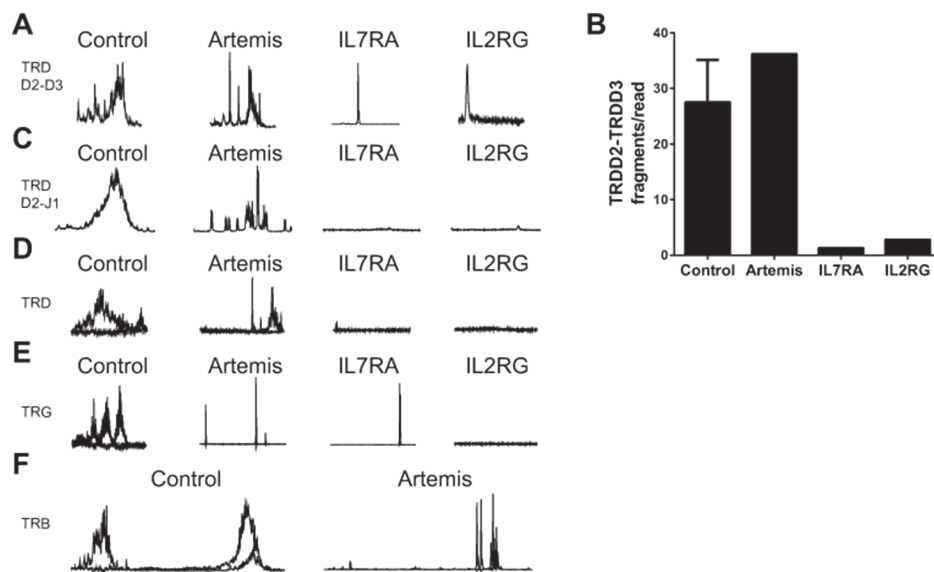 A
Control Artemis IL7RA IL2RG
TRD
D2-D3
C
Control Artemis IL7RA IL2RG
TRD
D2-J1
D
Control Artemis IL7RA IL2RG
TRD
E
Control Artemis IL7RA IL2RG
TRG
F
Control Artemis
TRB
B
TRDD2-TRDD3
fragments/read
40
30
20
10
0
Control Artemis IL7RA IL2RG